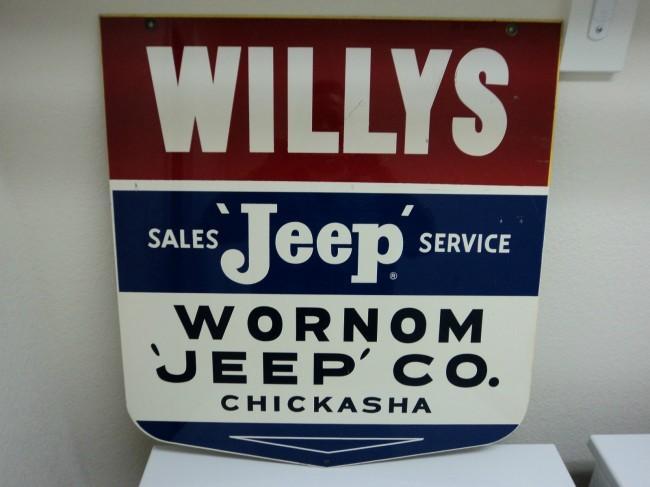 WILLYS
SALES 'Jeep' ® SERVICE
WORNOM
'JEEP' CO.
CHICKASHA